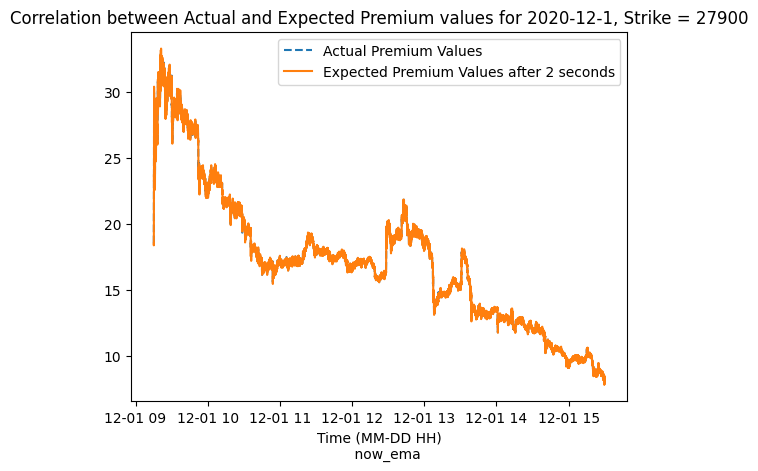 Correlation between Actual and Expected Premium values for 2020-12-1, Strike = 27900
Actual Premium Values
Expected Premium Values after 2 seconds
30
25
20
15
10
12-01 09 12-01 10 12-01 11 12-01 12 12-01 13 12-01 14 12-01 15
Time (MM-DD HH)
now_ema